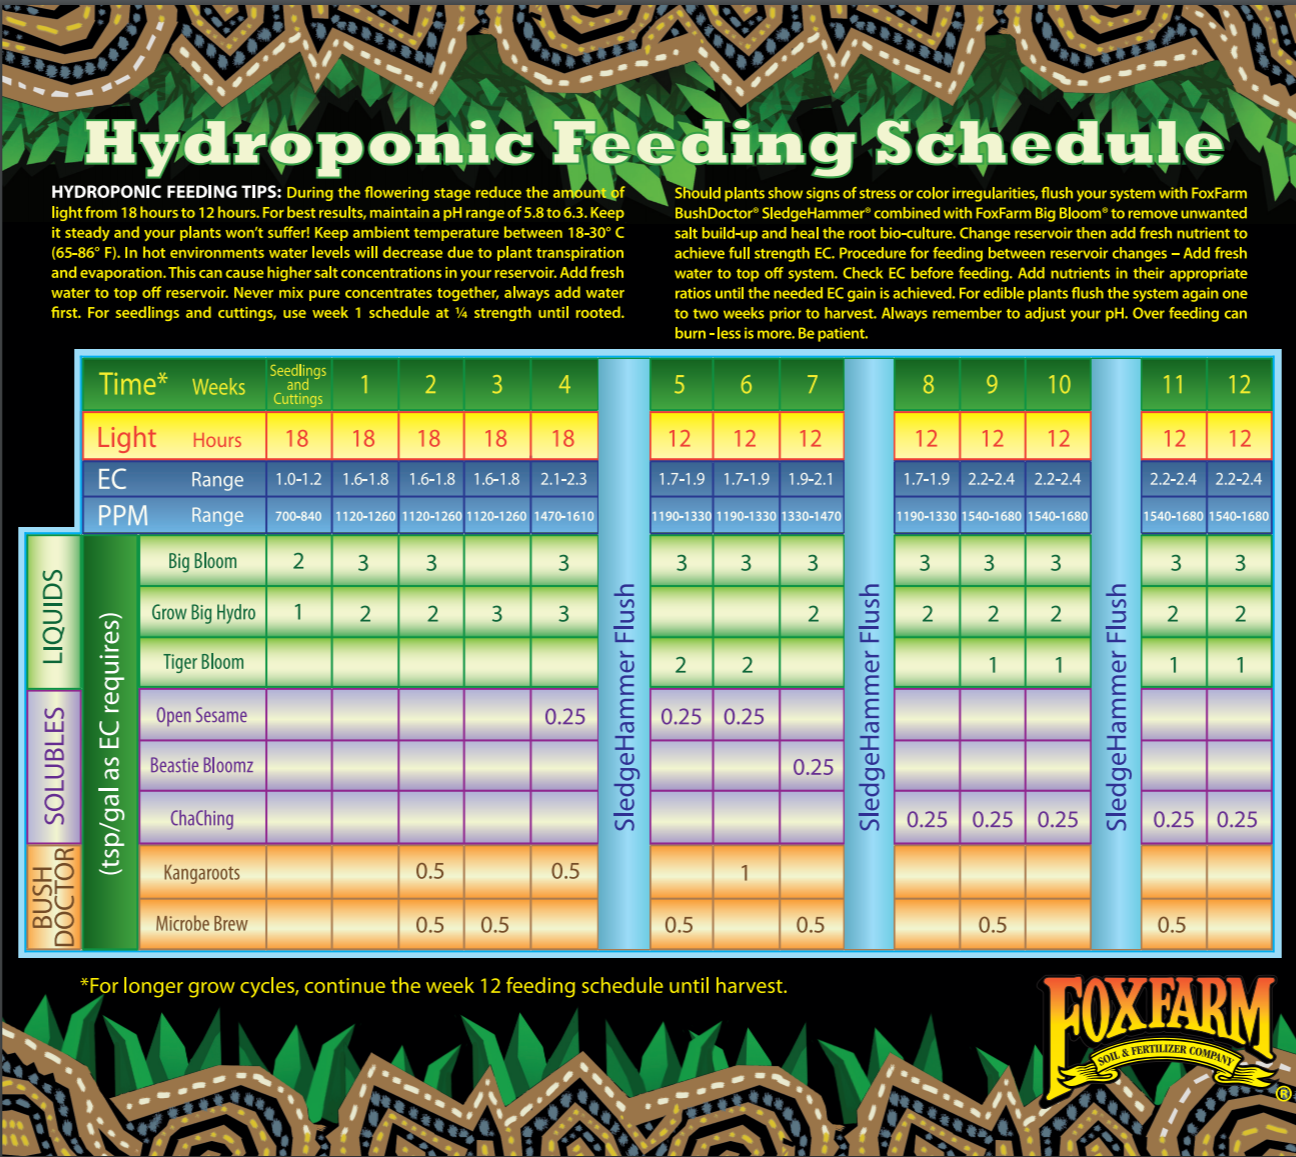 Hydroponic Feeding Schedule
HYDROPONIC FEEDING TIPS: During the flowering stage reduce the amount of
light from 18 hours to 12 hours. For best results, maintain a pH range of 5.8 to 6.3. Keep
it steady and your plants won't suffer! Keep ambient temperature between 18-30° C
(65-86° F). In hot environments water levels will decrease due to plant transpiration
and evaporation. This can cause higher salt concentrations in your reservoir. Add fresh
water to top off reservoir. Never mix pure concentrates together, always add water
first. For seedlings and cuttings, use week 1 schedule at ¼ strength until rooted.
Should plants show signs of stress or color irregularities, flush your system with FoxFarm
BushDoctor® SledgeHammer® combined with FoxFarm Big Bloom® to remove unwanted
salt build-up and heal the root bio-culture. Change reservoir then add fresh nutrient to
achieve full strength EC. Procedure for feeding between reservoir changes – Add fresh
water to top off system. Check EC before feeding. Add nutrients in their appropriate
ratios until the needed EC gain is achieved. For edible plants flush the system again one
to two weeks prior to harvest. Always remember to adjust your pH. Over feeding can
burn - less is more. Be patient.
Time* Weeks Seedlings and Cuttings 1 2 3 4 5 6 7 8 9 10 11 12
Light Hours 18 18 18 18 18 12 12 12 12 12 12 12 12
EC Range 1.0-1.2 1.6-1.8 1.6-1.8 1.6-1.8 2.1-2.3 1.7-1.9 1.7-1.9 1.9-2.1 1.7-1.9 2.2-2.4 2.2-2.4 2.2-2.4 2.2-2.4
PPM Range 700-840 1120-1260 1120-1260 1120-1260 1470-1610 1190-1330 1190-1330 1330-1470 1190-1330 1540-1680 1540-1680 1540-1680 1540-1680
LIQUIDS
(tsp/gal as EC requires)
Big Bloom 2 3 3 3 3 3 3 3 3 3 3 3
Grow Big Hydro 1 2 2 3 3 2 2 2 2 2 2
Tiger Bloom 2 2 1 1 1 1
SOLUBLES
Open Sesame 0.25 0.25 0.25
Beastie Bloomz 0.25
ChaChing 0.25 0.25 0.25 0.25 0.25
BUSH DOCTOR
Kangaroots 0.5 0.5 1
Microbe Brew 0.5 0.5 0.5 0.5 0.5 0.5
SledgeHammer Flush
SledgeHammer Flush
SledgeHammer Flush
*For longer grow cycles, continue the week 12 feeding schedule until harvest.
FOXFARM
SOIL & FERTILIZER COMPANY
®